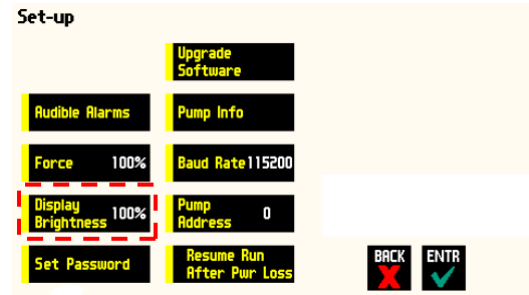 Set-up
Upgrade
Software
Audible Alarms
Pump Info
Force 100%
Baud Rate 115200
Display
Brightness 100%
Pump
Address 0
Set Password
Resume Run
After Pwr Loss
BACK
ENTR